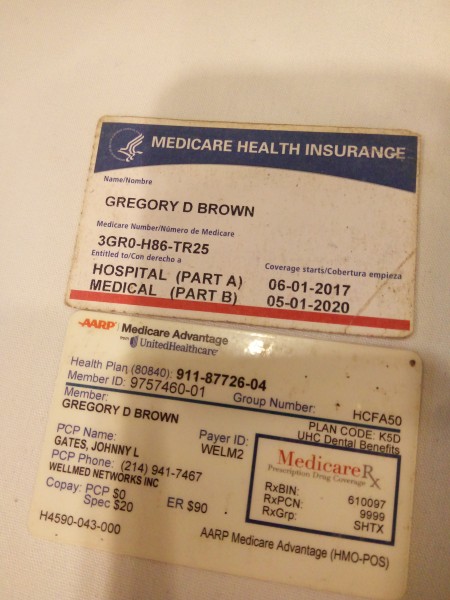 MEDICARE HEALTH INSURANCE
Name/Nombre
GREGORY D BROWN
Medicare Number/Número de Medicare
3GR0-H86-TR25
Entitled to/Con derecho a Coverage starts/Cobertura empieza
HOSPITAL (PART A) 06-01-2017
MEDICAL (PART B) 05-01-2020
AARP Medicare Advantage
from UnitedHealthcare
Health Plan (80840): 911-87726-04
Member ID: 9757460-01 Group Number: HCFA50
Member: PLAN CODE: K5D
GREGORY D BROWN UHC Dental Benefits
PCP Name: Payer ID:
GATES, JOHNNY L WELM2
PCP Phone: (214) 941-7467
WELLMED NETWORKS INC
Copay: PCP $0
Spec $20 ER $90
MedicareRx
Prescription Drug Coverage
RxBIN: 610097
RxPCN: 9999
RxGrp: SHTX
H4590-043-000 AARP Medicare Advantage (HMO-POS)